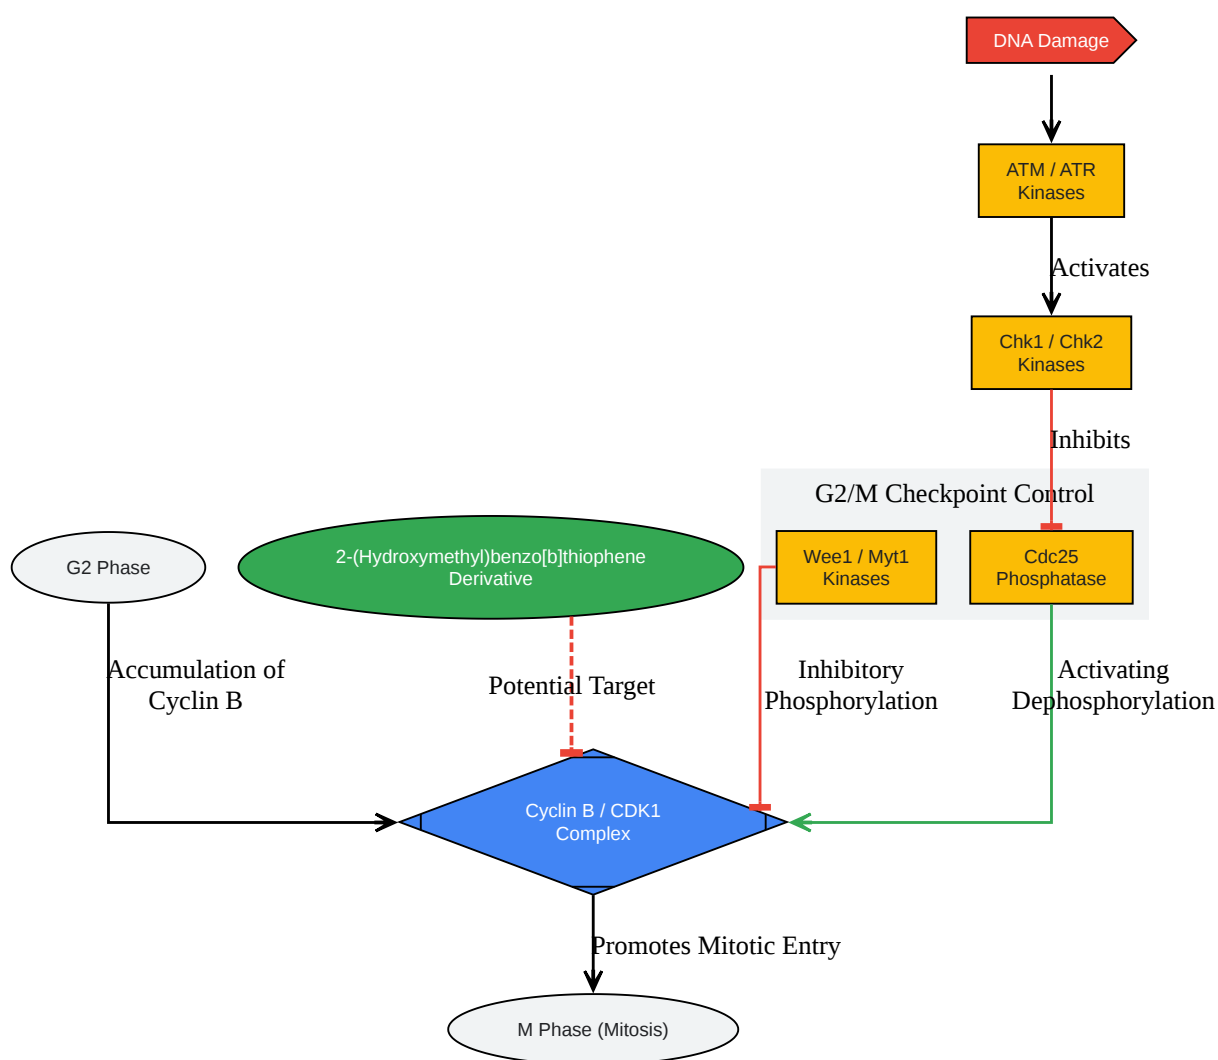 DNA Damage
ATM / ATR
Kinases
Activates
Chk1 / Chk2
Kinases
Inhibits
G2/M Checkpoint Control
G2 Phase
2-(Hydroxymethyl)benzo[b]thiophene
Derivative
Wee1 / Myt1
Kinases
Cdc25
Phosphatase
Accumulation of
Cyclin B
Potential Target
Inhibitory
Phosphorylation
Activating
Dephosphorylation
Cyclin B / CDK1
Complex
Promotes Mitotic Entry
M Phase (Mitosis)